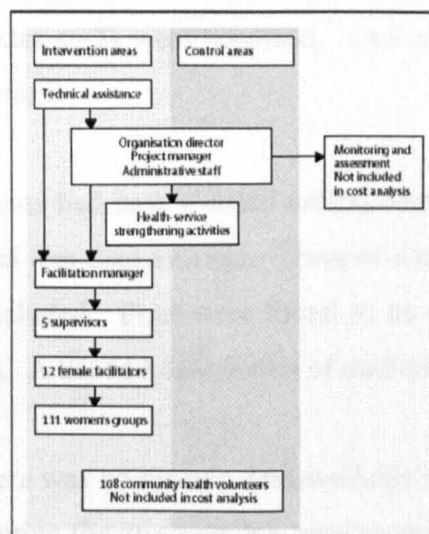 Intervention areas
Control areas
Technical assistance
Organisation director
Project manager
Administrative staff
Monitoring and
assessment
Not included
in cost analysis
Health-service
strengthening activities
Facilitation manager
5 supervisors
12 female facilitators
111 women's groups
108 community health volunteers
Not included in cost analysis